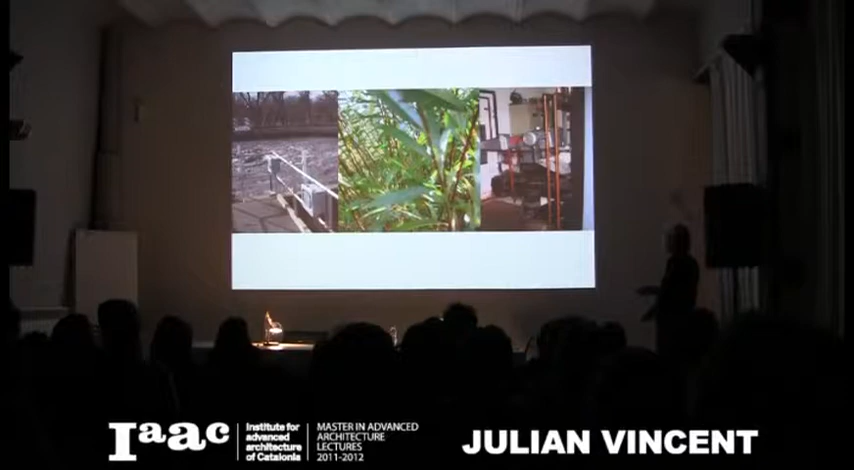 Iaac
Institute for
advanced
architecture
of Catalonia
MASTER IN ADVANCED
ARCHITECTURE
LECTURES
2011-2012
JULIAN VINCENT